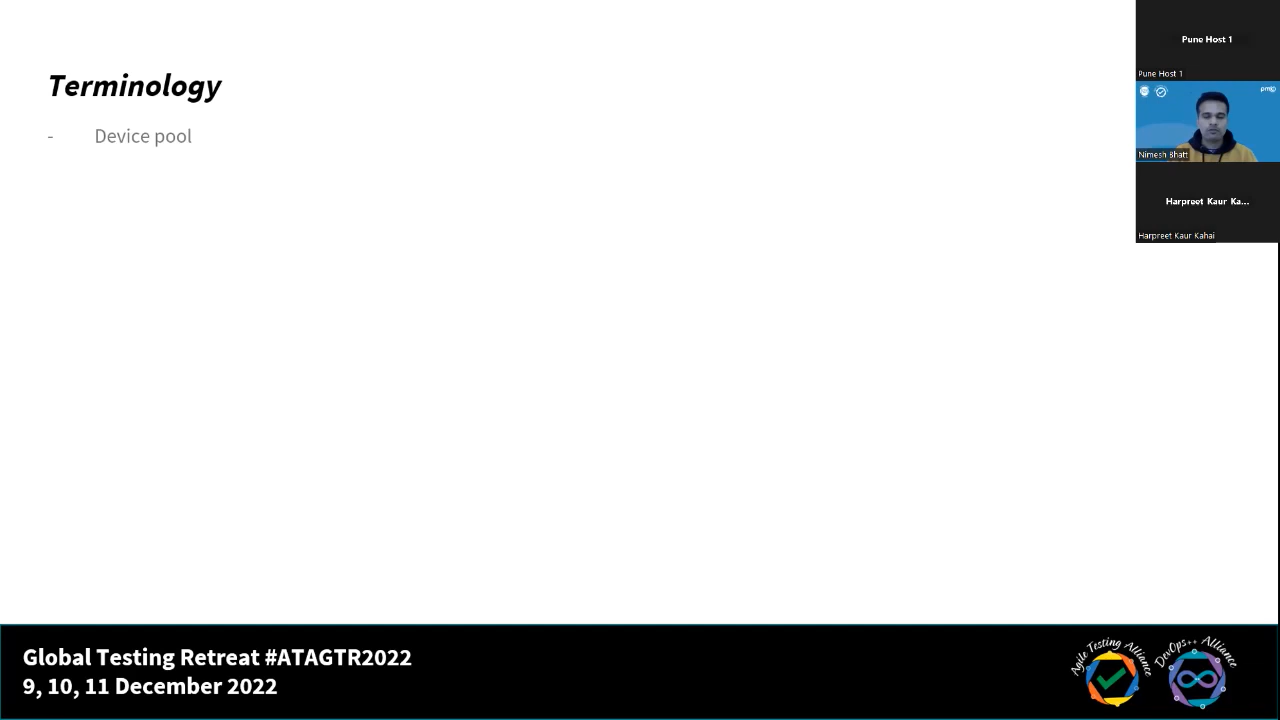 Terminology
- Device pool
Pune Host 1
Pune Host 1
Nimesh Bhatt
Harpreet Kaur Ka...
Harpreet Kaur Kahai
Global Testing Retreat #ATAGTR2022
9, 10, 11 December 2022
Agile Testing Alliance
DevOps++ Alliance